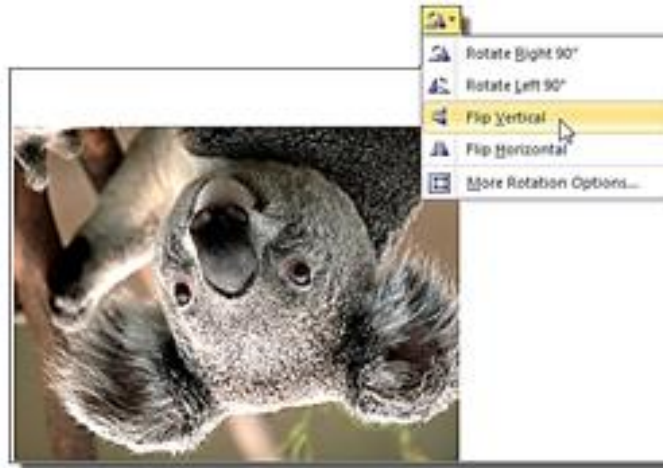 Rotate Right 90°
Rotate Left 90°
Flip Vertical
Flip Horizontal
More Rotation Options...